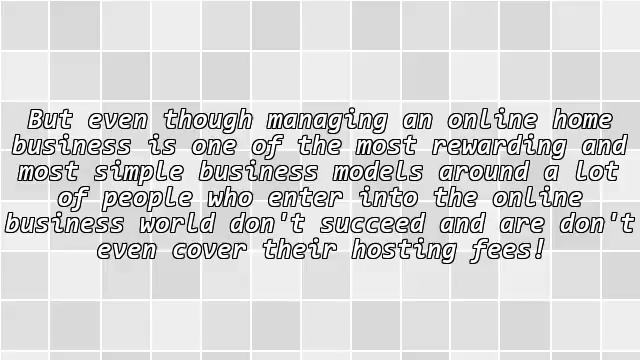 But even though managing an online home
business is one of the most rewarding and
most simple business models around a lot
of people who enter into the online
business world don't succeed and are don't
even cover their hosting fees!